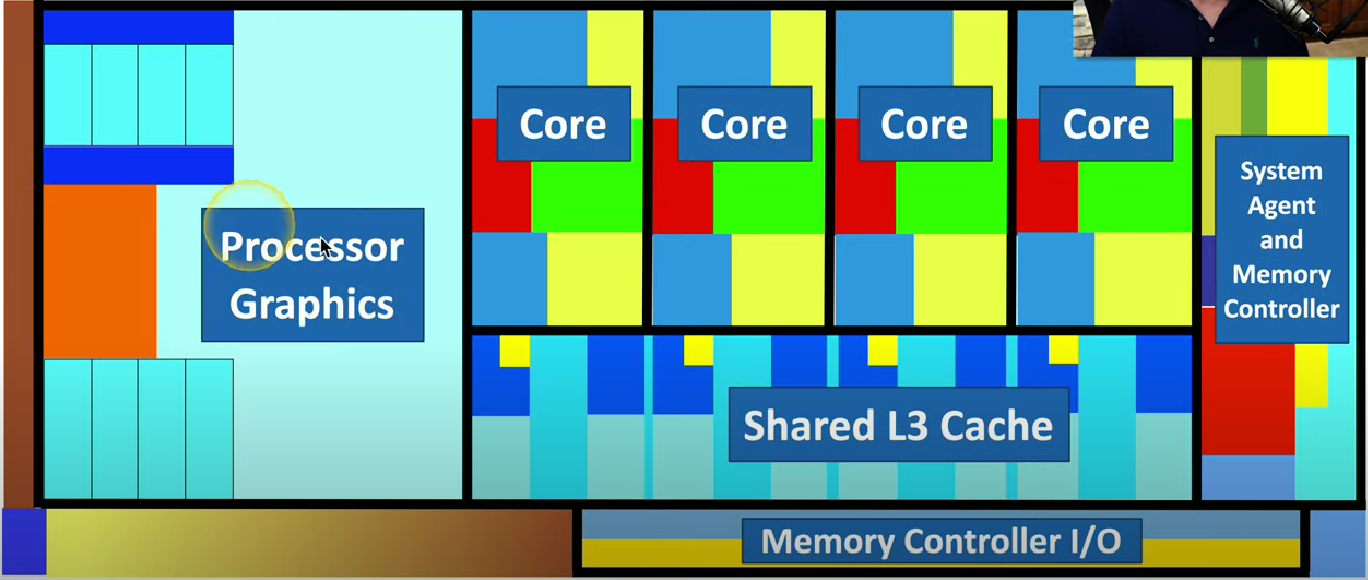 Processor
Graphics
Core
Core
Core
Core
Shared L3 Cache
System
Agent
and
Memory
Controller
Memory Controller I/O